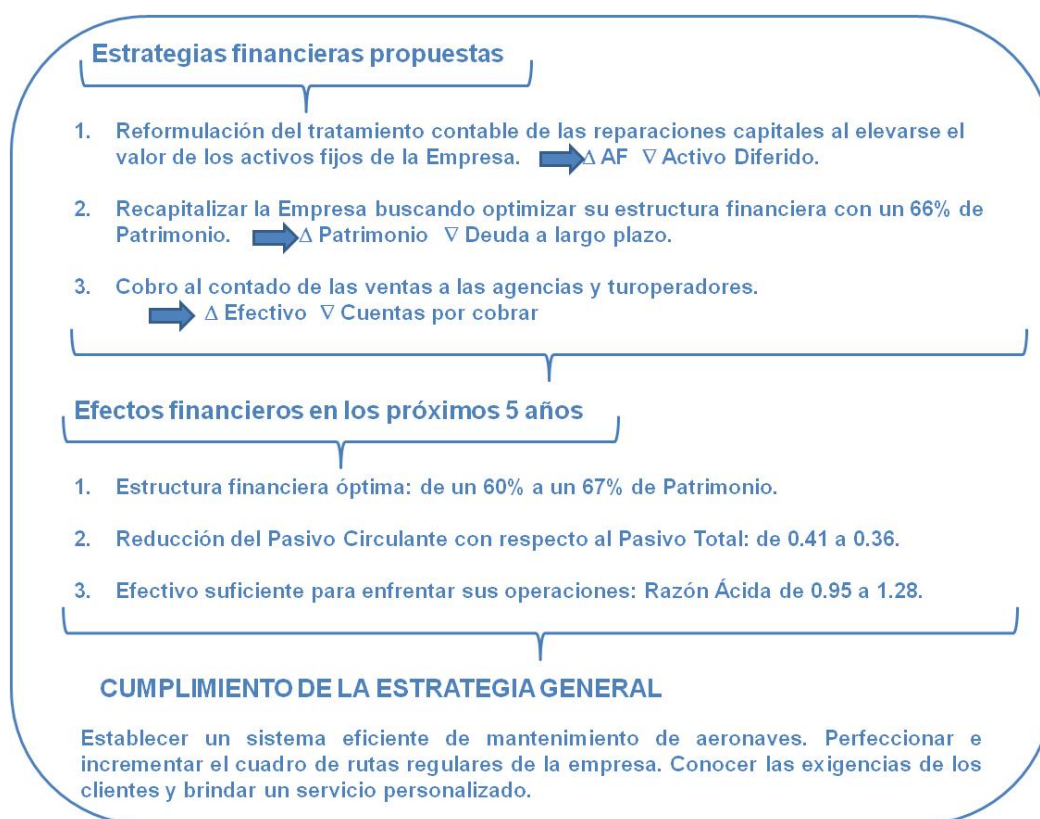 Estrategias financieras propuestas
1. Reformulación del tratamiento contable de las reparaciones capitales al elevarse el
valor de los activos fijos de la Empresa. Δ AF ∇ Activo Diferido.
2. Recapitalizar la Empresa buscando optimizar su estructura financiera con un 66% de
Patrimonio. Δ Patrimonio ∇ Deuda a largo plazo.
3. Cobro al contado de las ventas a las agencias y turoperadores.
Δ Efectivo ∇ Cuentas por cobrar
Efectos financieros en los próximos 5 años
1. Estructura financiera óptima: de un 60% a un 67% de Patrimonio.
2. Reducción del Pasivo Circulante con respecto al Pasivo Total: de 0.41 a 0.36.
3. Efectivo suficiente para enfrentar sus operaciones: Razón Ácida de 0.95 a 1.28.
CUMPLIMIENTO DE LA ESTRATEGIA GENERAL
Establecer un sistema eficiente de mantenimiento de aeronaves. Perfeccionar e
incrementar el cuadro de rutas regulares de la empresa. Conocer las exigencias de los
clientes y brindar un servicio personalizado.